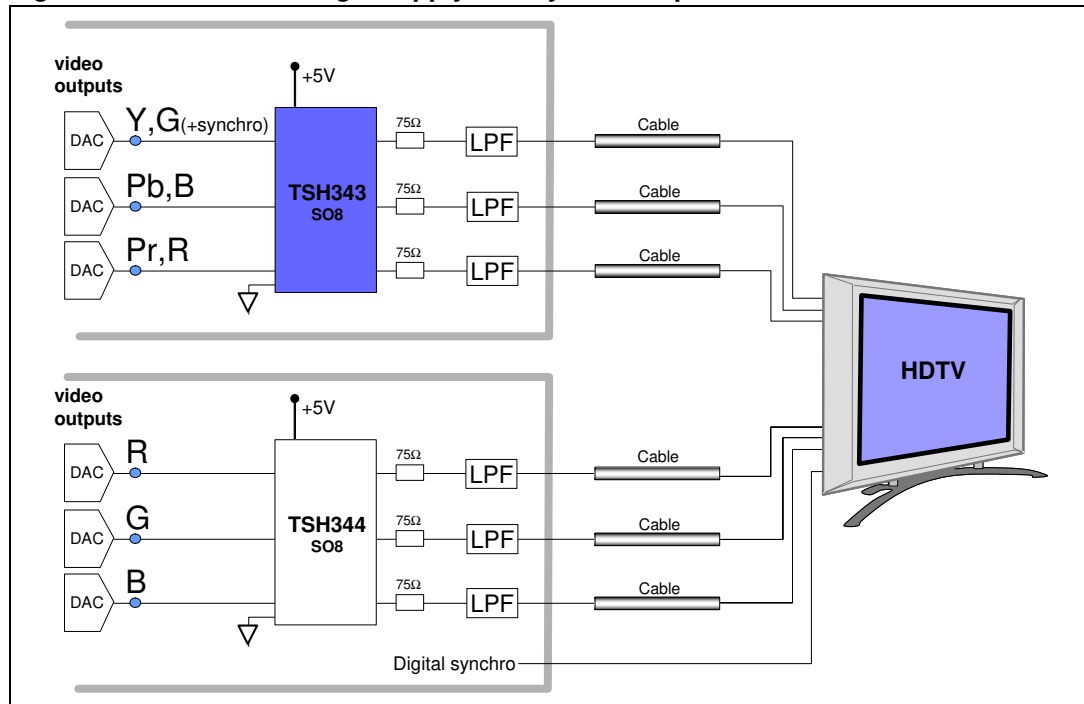 video
outputs
+5V
DAC
Y,G(+synchro)
75Ω
LPF
Cable
DAC
Pb,B
TSH343
SO8
75Ω
LPF
Cable
DAC
Pr,R
75Ω
LPF
Cable
HDTV
video
outputs
+5V
DAC
R
75Ω
LPF
Cable
DAC
G
TSH344
SO8
75Ω
LPF
Cable
DAC
B
75Ω
LPF
Cable
Digital synchro